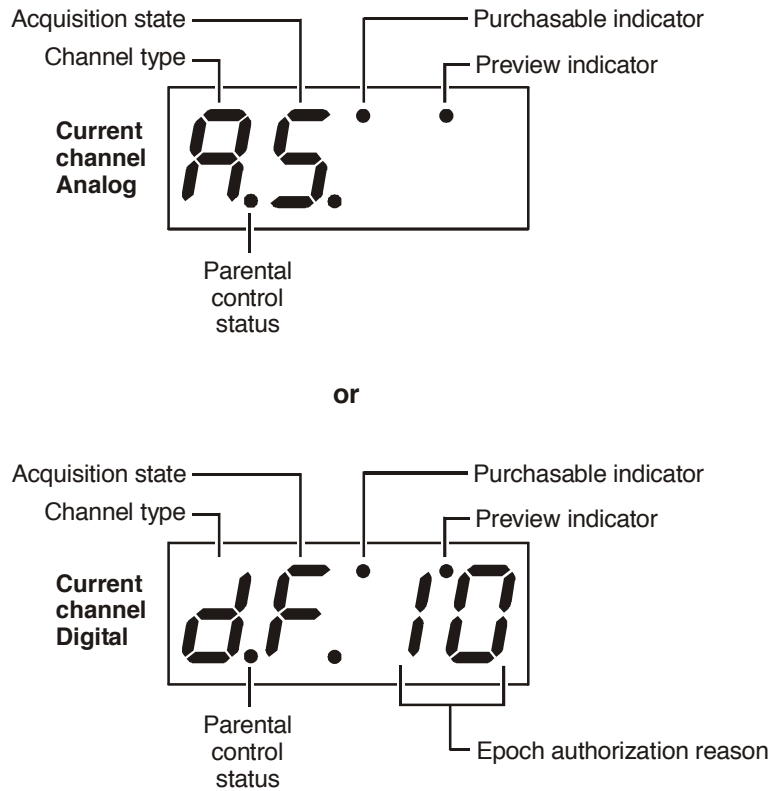 Acquisition state
Purchasable indicator
Channel type
Preview indicator
Current
channel
Analog
A.S.
Parental
control
status
or
Acquisition state
Purchasable indicator
Channel type
Preview indicator
Current
channel
Digital
d.F. 10
Parental
control
status
Epoch authorization reason